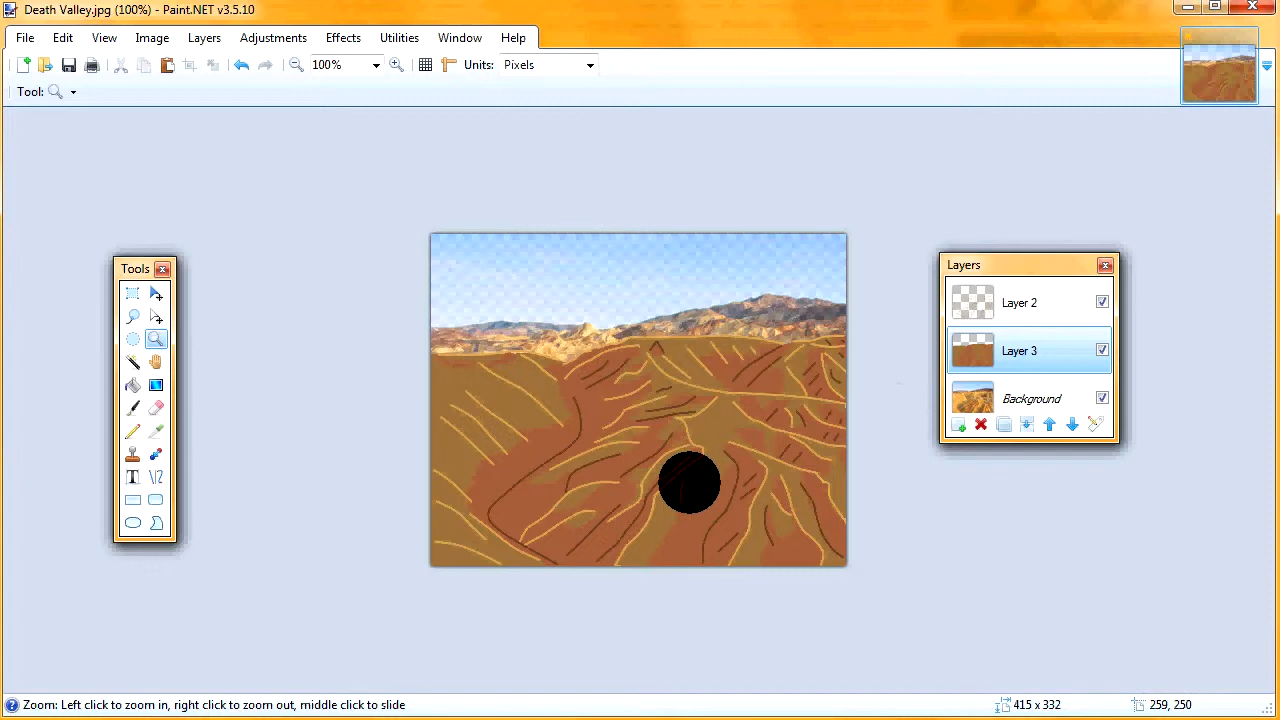 Death Valley.jpg (100%) - Paint.NET v3.5.10
File Edit View Image Layers Adjustments Effects Utilities Window Help
100% Units: Pixels
Tool:
Tools
Layers
Layer 2
Layer 3
Background
Zoom: Left click to zoom in, right click to zoom out, middle click to slide 415 x 332 259, 250